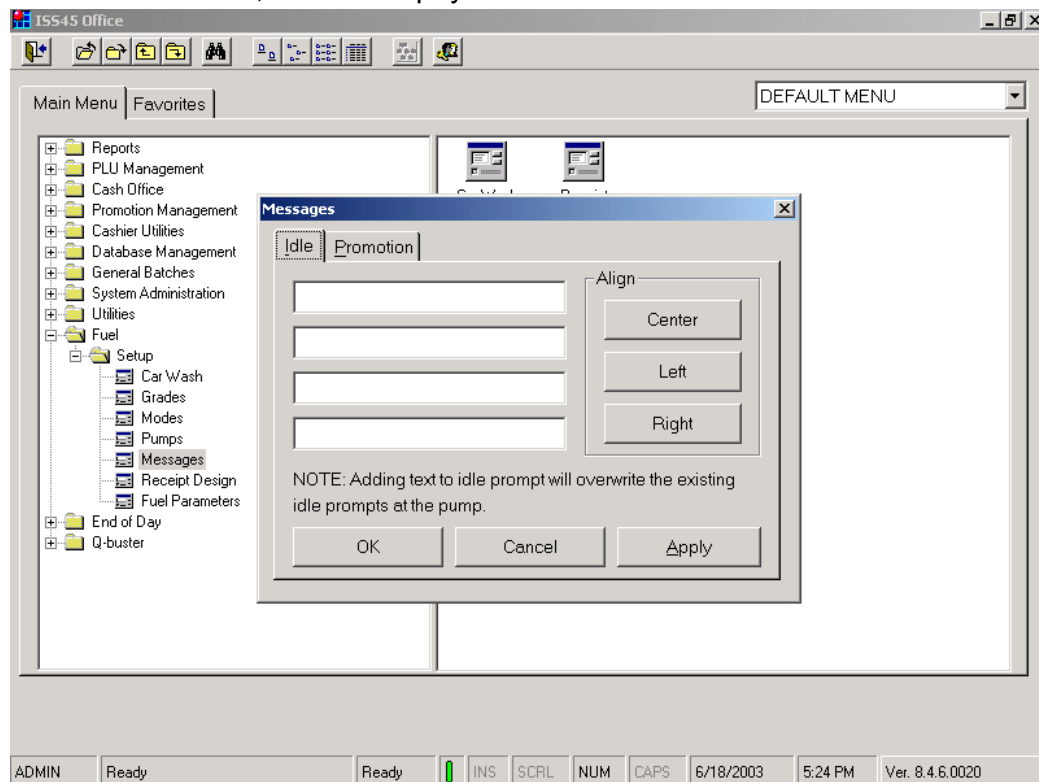 ISS45 Office
Main Menu
Favorites
DEFAULT MENU
Reports
PLU Management
Cash Office
Promotion Management
Cashier Utilities
Database Management
General Batches
System Administration
Utilities
Fuel
Setup
Car Wash
Grades
Modes
Pumps
Messages
Receipt Design
Fuel Parameters
End of Day
Q-buster
Messages
Idle
Promotion
Align
Center
Left
Right
NOTE: Adding text to idle prompt will overwrite the existing
idle prompts at the pump.
OK
Cancel
Apply
ADMIN
Ready
Ready
INS
SCRL
NUM
CAPS
6/18/2003
5:24 PM
Ver. 8.4.6.0020